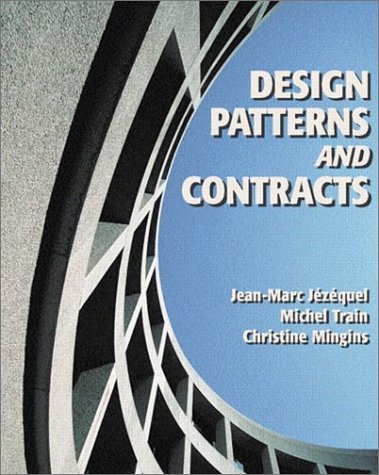 DESIGN
PATTERNS
AND
CONTRACTS
Jean-Marc Jézéquel
Michel Train
Christine Mingins